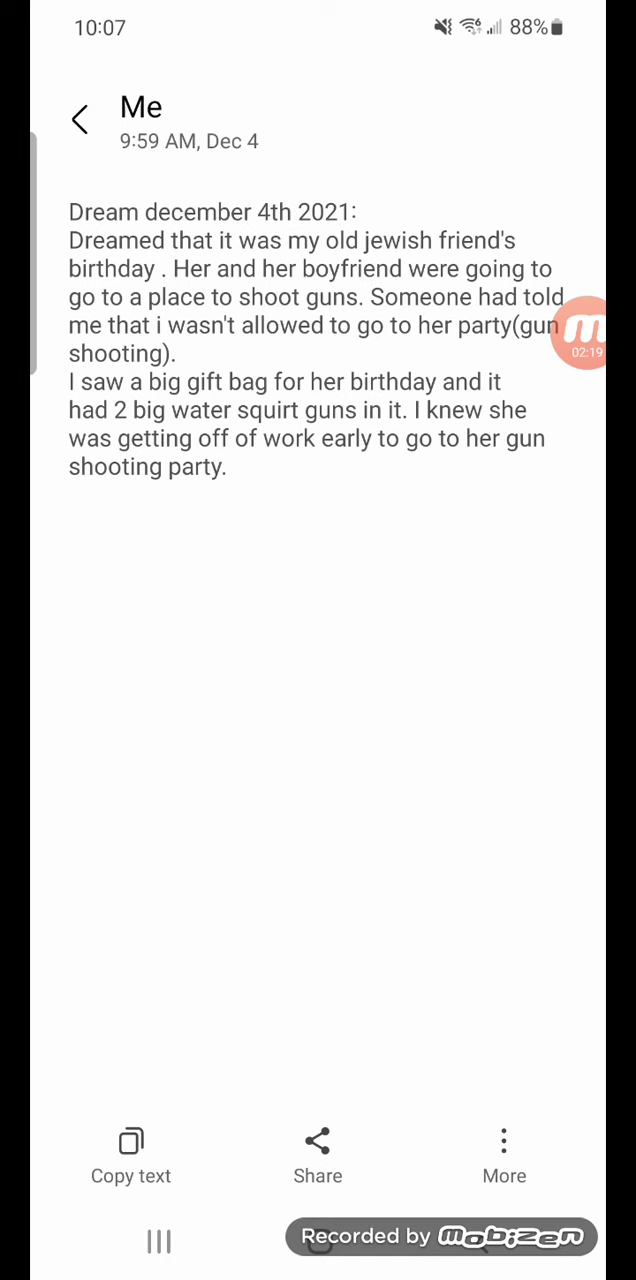 10:07
88%
Me
9:59 AM, Dec 4
Dream december 4th 2021:
Dreamed that it was my old jewish friend's
birthday . Her and her boyfriend were going to
go to a place to shoot guns. Someone had told
me that i wasn't allowed to go to her party(gun
shooting).
I saw a big gift bag for her birthday and it
had 2 big water squirt guns in it. I knew she
was getting off of work early to go to her gun
shooting party.
m
02:19
Copy text
Share
More
Recorded by mobizen